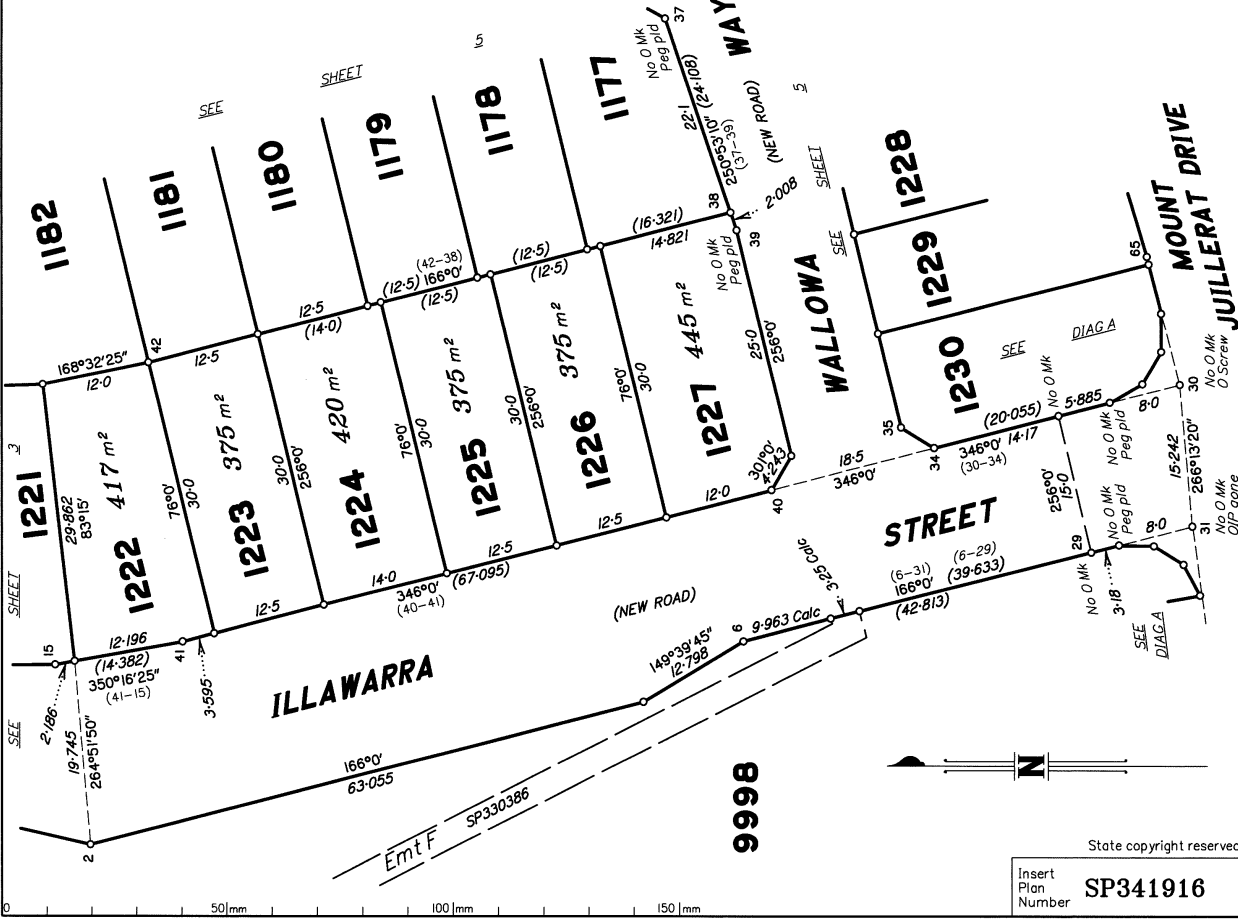 37
No O Mk
Peg pld
22·1 (24·108)
250°53'10"
(37-39)
WAY
(NEW ROAD)
SEE SHEET 5
1182
1181
1180
1179
1178
1177
SEE SHEET 5
1228
1229
1230
MOUNT
JUILLERAT DRIVE
65
38
2·008
39
No O Mk
Peg pld
(16·321)
14·821
(12·5)
(12·5)
(42-38)
(12·5) 166°0'
(12·5)
12·5
(14·0)
12·5
42
168°32'25"
12·0
WALLOWA
SEE DIAG A
No O Mk
O Screw
30
8·0
5·885
No O Mk
No O Mk
Peg pld
(20·055)
346°0' 14·17
(30-34)
34
35
18·5
346°0'
15·242
266°13'20"
31
No O Mk
OIP gone
8·0
No O Mk
Peg pld
256°0'
15·0
29
No O Mk
3·18
SEE
DIAG A
1221
SEE SHEET 3
29·862
83°15'
1222 417 m²
76°0'
30·0
1223 375 m²
30·0
256°0'
1224 420 m²
76°0'
30·0
1225 375 m²
30·0
256°0'
1226 375 m²
76°0'
30·0
1227 445 m²
25·0
256°0'
301°0'
4·243
40
12·0
12·5
12·5
(67·095)
14·0
346°0'
(40-41)
12·5
3·595
41
12·196
(14·382)
350°16'25"
(41-15)
15
2·186
19·745
264°51'50"
2
ILLAWARRA STREET
(NEW ROAD)
(6-31)
166°0'
(42·813)
(6-29)
(39·633)
3·25 Calc
9·963 Calc
6
149°39'45"
12·798
166°0'
63·055
Emt F SP330386
9998
N
State copyright reserved
Insert
Plan
Number
SP341916
0 50 mm 100 mm 150 mm